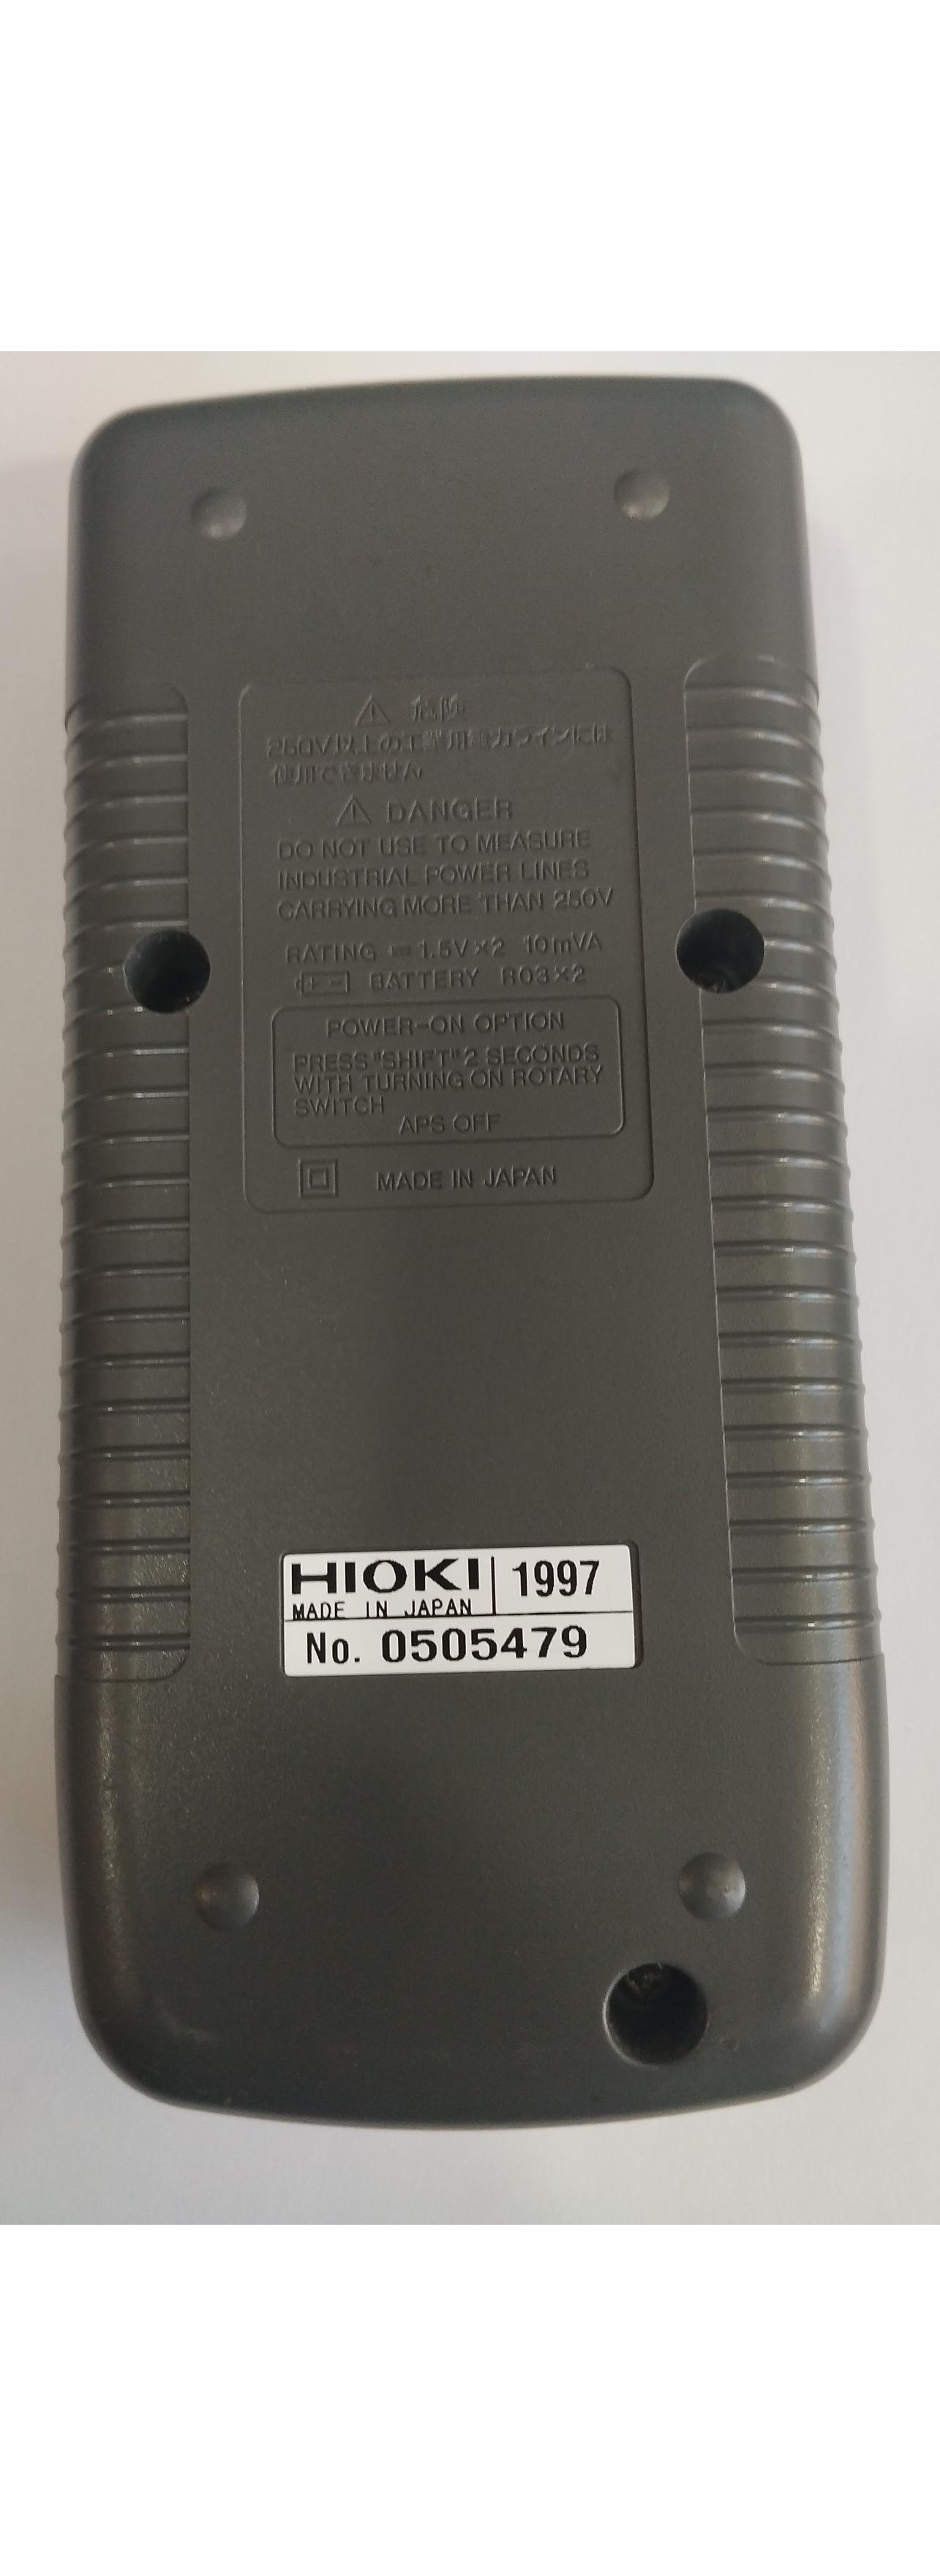 ⚠ 危険
250V以上の工業用電力ラインには
使用できません
⚠ DANGER
DO NOT USE TO MEASURE
INDUSTRIAL POWER LINES
CARRYING MORE THAN 250V
RATING ⎓ 1.5V×2 10mVA
BATTERY R03×2
POWER-ON OPTION
PRESS "SHIFT" 2 SECONDS
WITH TURNING ON ROTARY
SWITCH
APS OFF
MADE IN JAPAN
HIOKI 1997
MADE IN JAPAN
No. 0505479